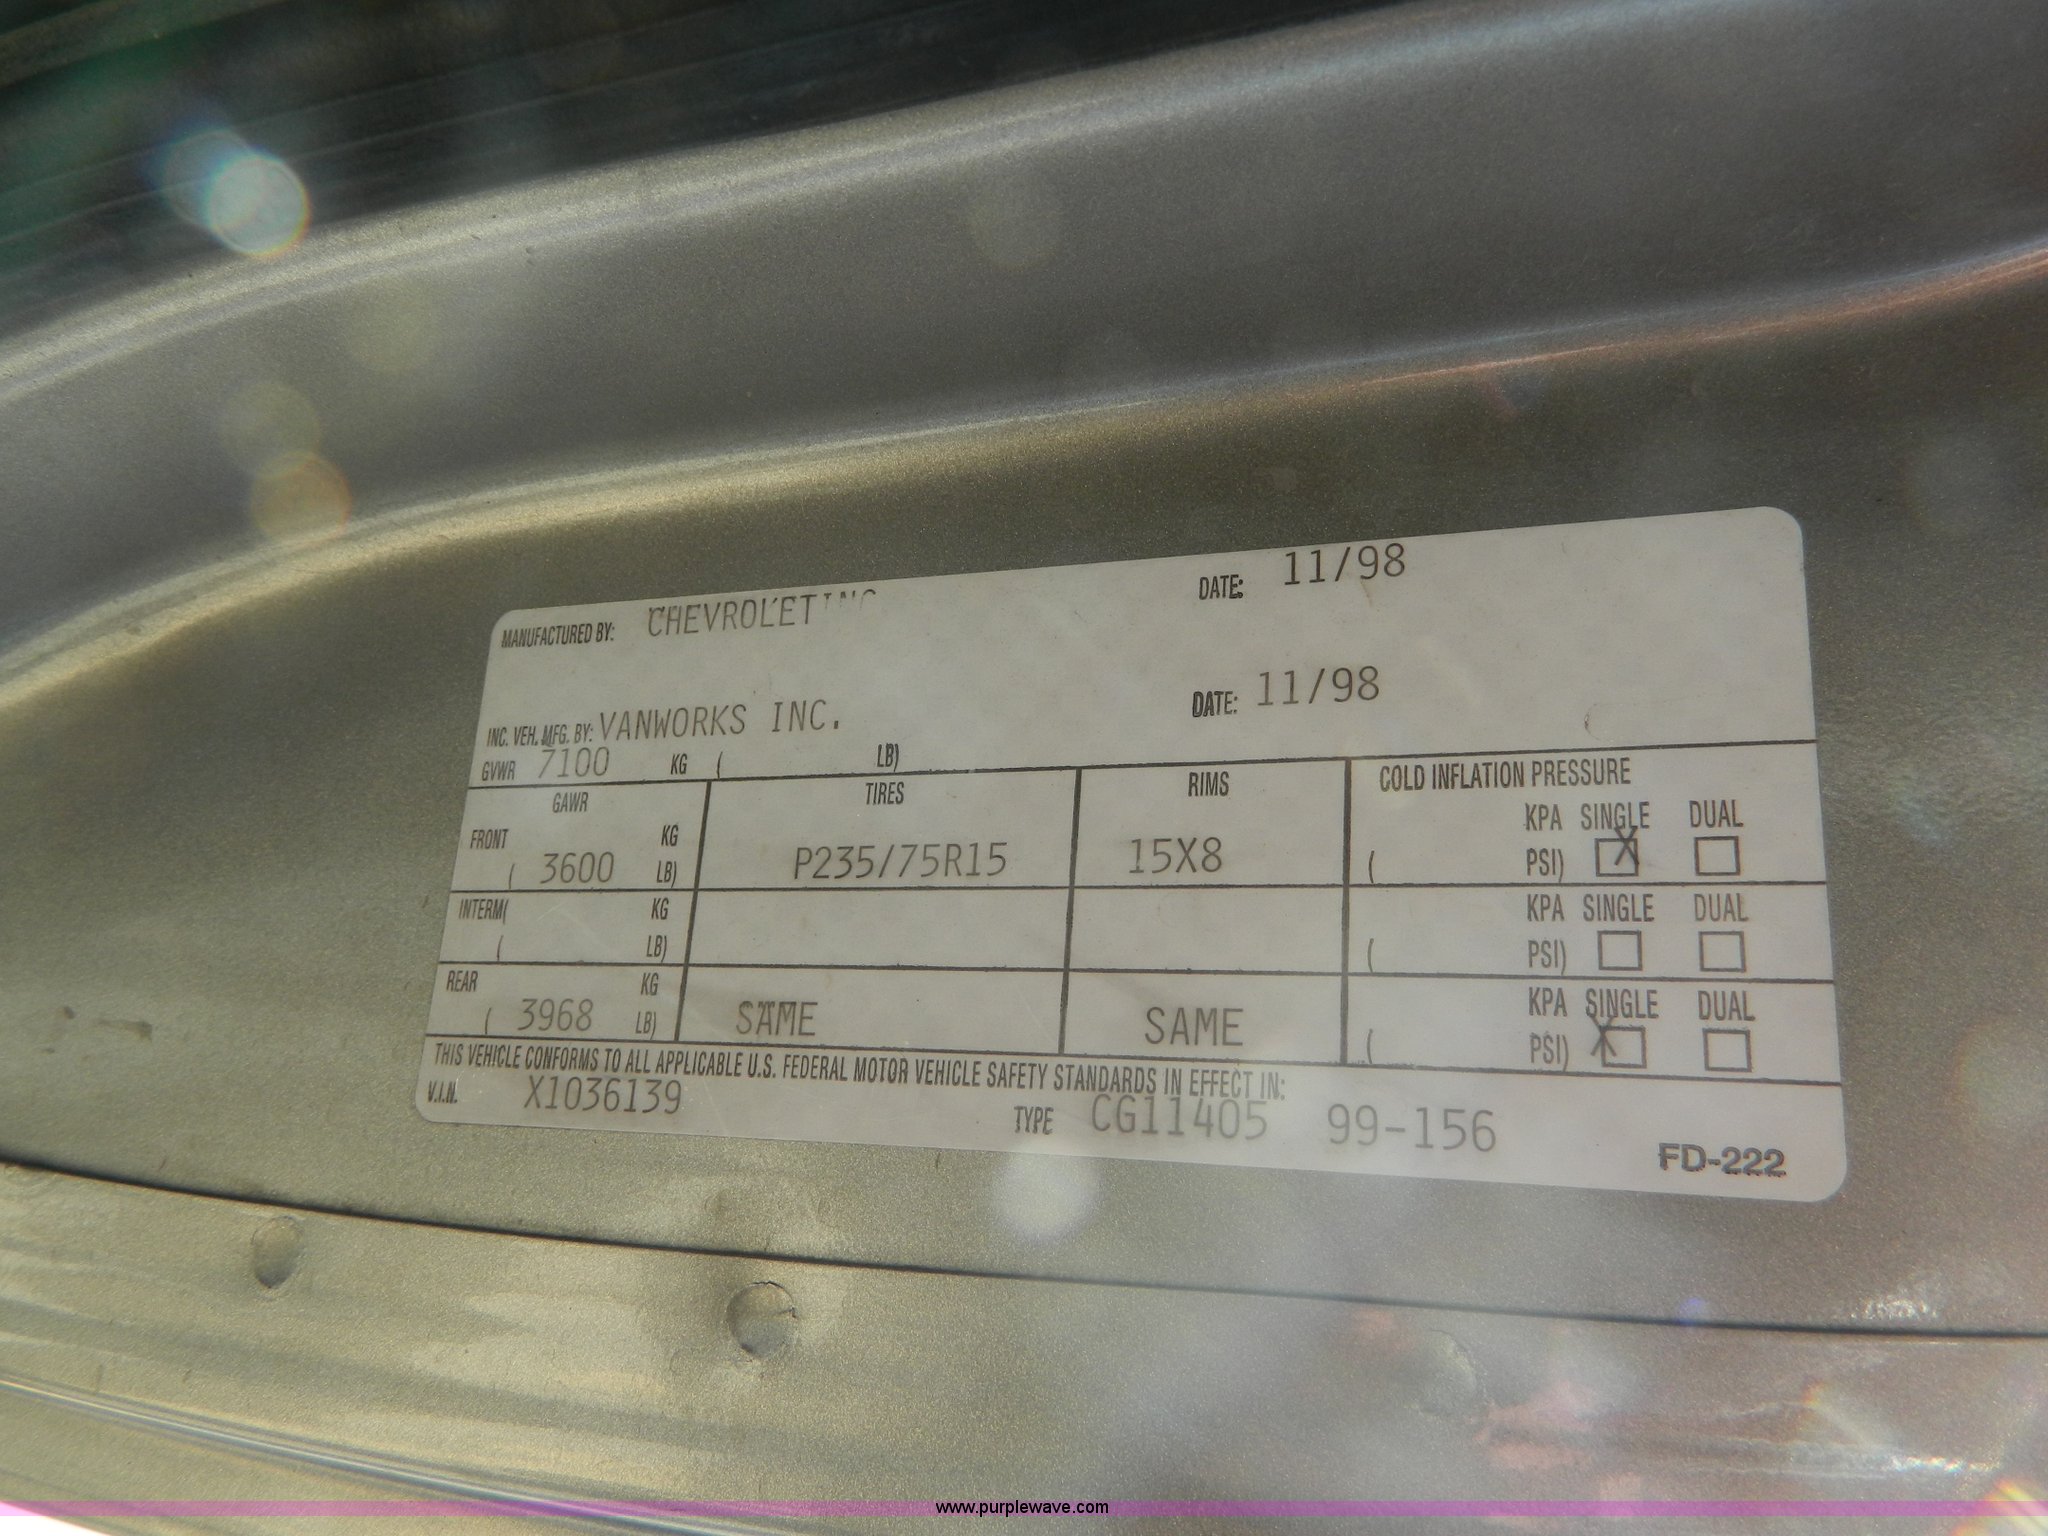 MANUFACTURED BY: CHEVROLET INC DATE: 11/98
INC. VEH. MFG. BY: VANWORKS INC. DATE: 11/98
GVWR 7100 KG ( LB)
GAWR TIRES RIMS COLD INFLATION PRESSURE
FRONT KG KPA SINGLE DUAL
( 3600 LB) P235/75R15 15X8 ( PSI) X
INTERM( KG KPA SINGLE DUAL
( LB) ( PSI)
REAR KG KPA SINGLE DUAL
( 3968 LB) SAME SAME ( PSI) X
THIS VEHICLE CONFORMS TO ALL APPLICABLE U.S. FEDERAL MOTOR VEHICLE SAFETY STANDARDS IN EFFECT IN:
V.I.N. X1036139 TYPE CG11405 99-156
FD-222
www.purplewave.com